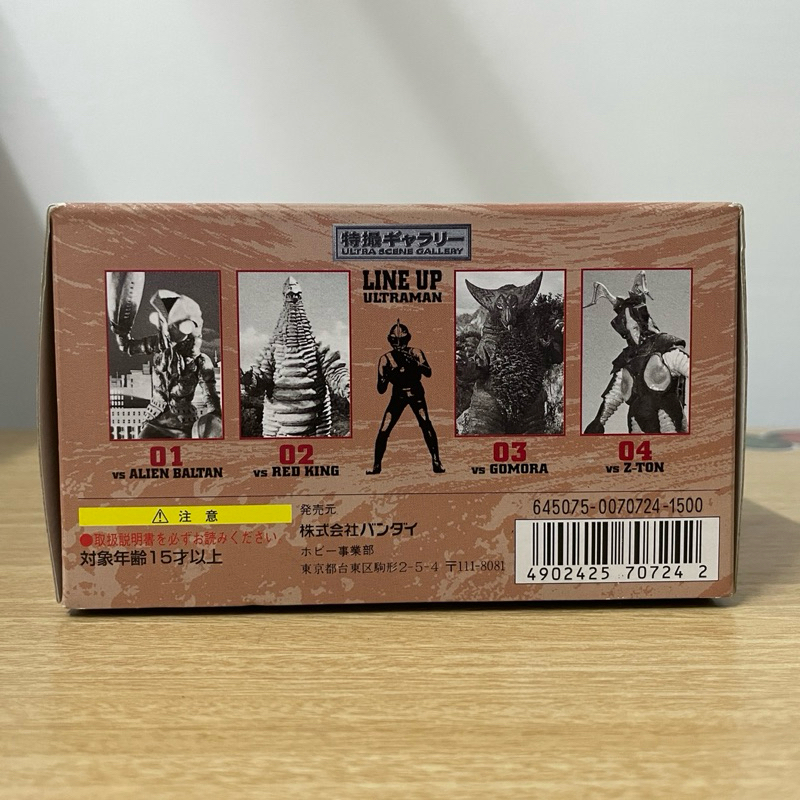 特撮ギャラリー
ULTRA SCENE GALLERY
LINE UP
ULTRAMAN
01
vs ALIEN BALTAN
02
vs RED KING
03
vs GOMORA
04
vs Z-TON
⚠ 注意
●取扱説明書を必ずお読みください
対象年齢15才以上
発売元
株式会社バンダイ
ホビー事業部
東京都台東区駒形2-5-4 〒111-8081
645075-0070724-1500
4902425 70724 2